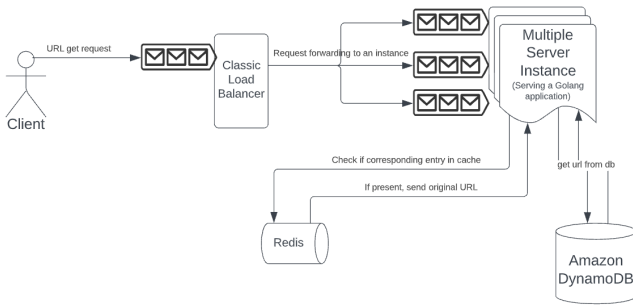 URL get request
Client
Classic
Load
Balancer
Request forwarding to an instance
Multiple
Server
Instance
(Serving a Golang
application)
Check if corresponding entry in cache
If present, send original URL
get url from db
Redis
Amazon
DynamoDB